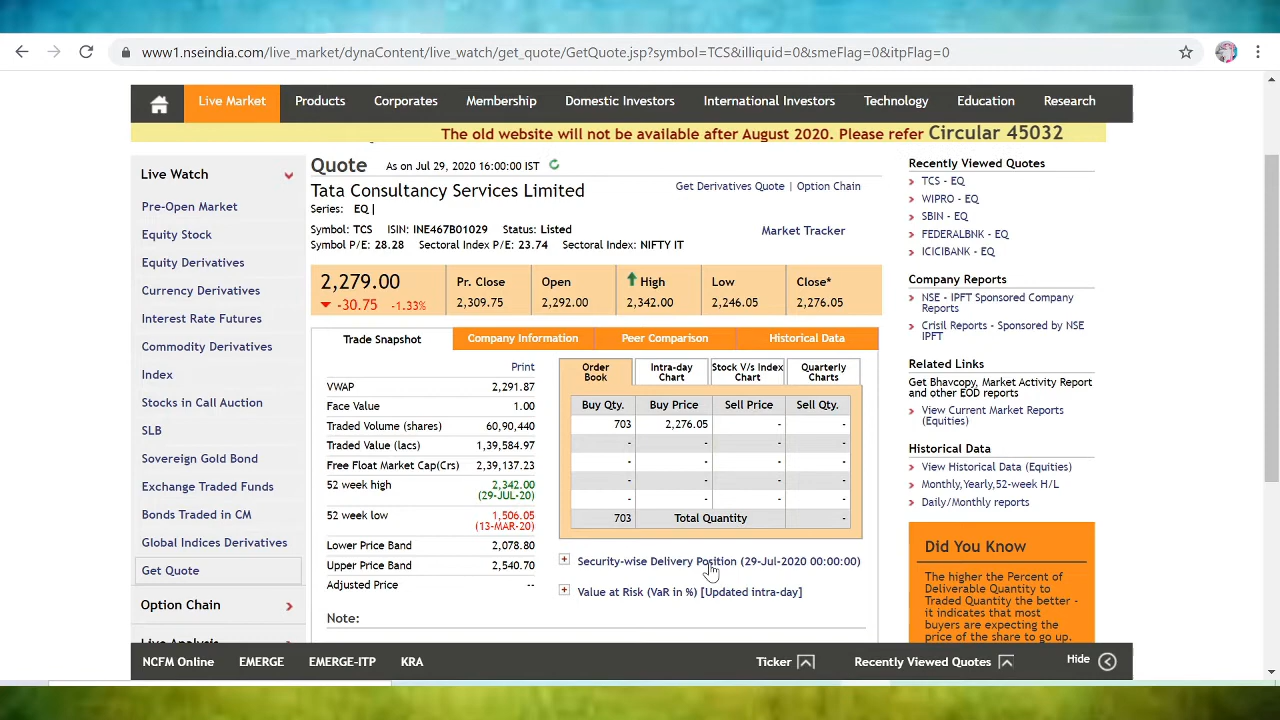 www1.nseindia.com/live_market/dynaContent/live_watch/get_quote/GetQuote.jsp?symbol=TCS&illiquid=0&smeFlag=0&itpFlag=0
Live Market Products Corporates Membership Domestic Investors International Investors Technology Education Research
The old website will not be available after August 2020. Please refer Circular 45032
Live Watch
Pre-Open Market
Equity Stock
Equity Derivatives
Currency Derivatives
Interest Rate Futures
Commodity Derivatives
Index
Stocks in Call Auction
SLB
Sovereign Gold Bond
Exchange Traded Funds
Bonds Traded in CM
Global Indices Derivatives
Get Quote
Option Chain
Quote As on Jul 29, 2020 16:00:00 IST
Tata Consultancy Services Limited
Get Derivatives Quote | Option Chain
Series: EQ |
Symbol: TCS ISIN: INE467B01029 Status: Listed
Market Tracker
Symbol P/E: 28.28 Sectoral Index P/E: 23.74 Sectoral Index: NIFTY IT
2,279.00 Pr. Close Open High Low Close*
-30.75 -1.33% 2,309.75 2,292.00 2,342.00 2,246.05 2,276.05
Trade Snapshot Company Information Peer Comparison Historical Data
Print
VWAP 2,291.87
Face Value 1.00
Traded Volume (shares) 60,90,440
Traded Value (lacs) 1,39,584.97
Free Float Market Cap(Crs) 2,39,137.23
52 week high 2,342.00
(29-JUL-20)
52 week low 1,506.05
(13-MAR-20)
Lower Price Band 2,078.80
Upper Price Band 2,540.70
Adjusted Price --
Note:
Order Intra-day Stock V/s Index Quarterly
Book Chart Chart Charts
Buy Qty. Buy Price Sell Price Sell Qty.
703 2,276.05 - -
- - - -
- - - -
- - - -
- - - -
703 Total Quantity -
Security-wise Delivery Position (29-Jul-2020 00:00:00)
Value at Risk (VaR in %) [Updated intra-day]
Recently Viewed Quotes
TCS - EQ
WIPRO - EQ
SBIN - EQ
FEDERALBNK - EQ
ICICIBANK - EQ
Company Reports
NSE - IPFT Sponsored Company
Reports
Crisil Reports - Sponsored by NSE
IPFT
Related Links
Get Bhavcopy, Market Activity Report
and other EOD reports
View Current Market Reports
(Equities)
Historical Data
View Historical Data (Equities)
Monthly,Yearly,52-week H/L
Daily/Monthly reports
Did You Know
The higher the Percent of
Deliverable Quantity to
Traded Quantity the better -
it indicates that most
buyers are expecting the
price of the share to go up.
NCFM Online EMERGE EMERGE-ITP KRA Ticker Recently Viewed Quotes Hide